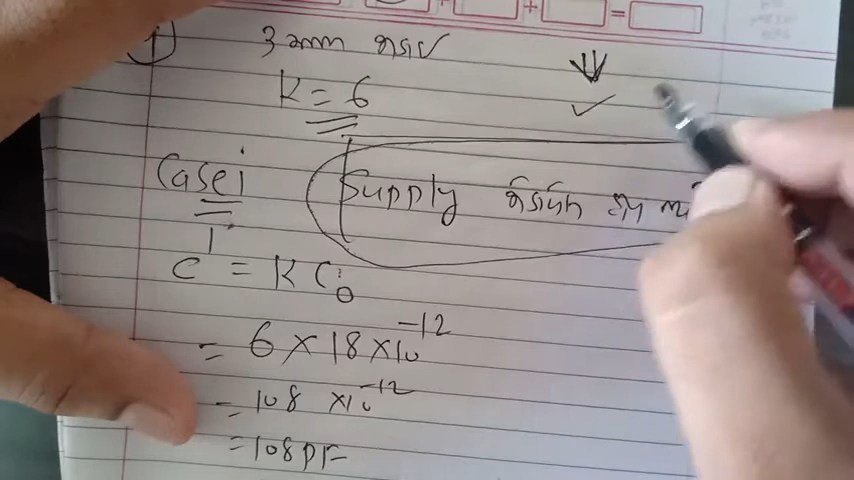 1
3 mm
K = 6
Case i
Supply
C' = K C₀
= 6 × 18 × 10⁻¹²
= 108 × 10⁻¹²
= 108 PF